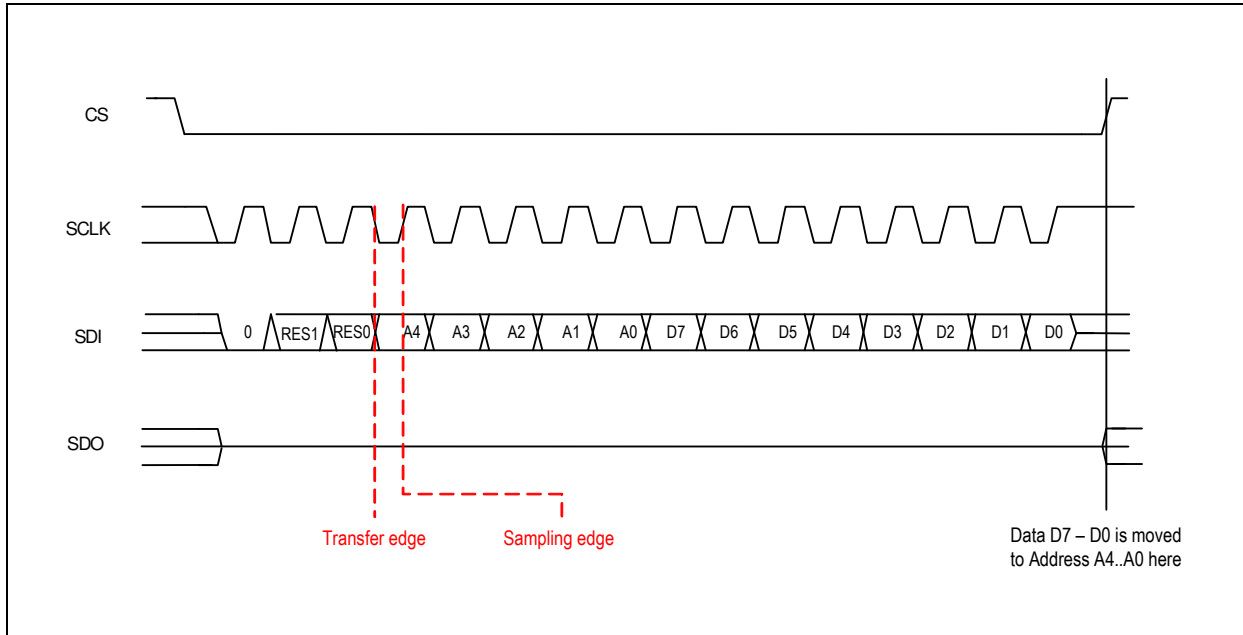 CS
SCLK
SDI
0 RES1 RES0 A4 A3 A2 A1 A0 D7 D6 D5 D4 D3 D2 D1 D0
SDO
Transfer edge
Sampling edge
Data D7 – D0 is moved
to Address A4..A0 here